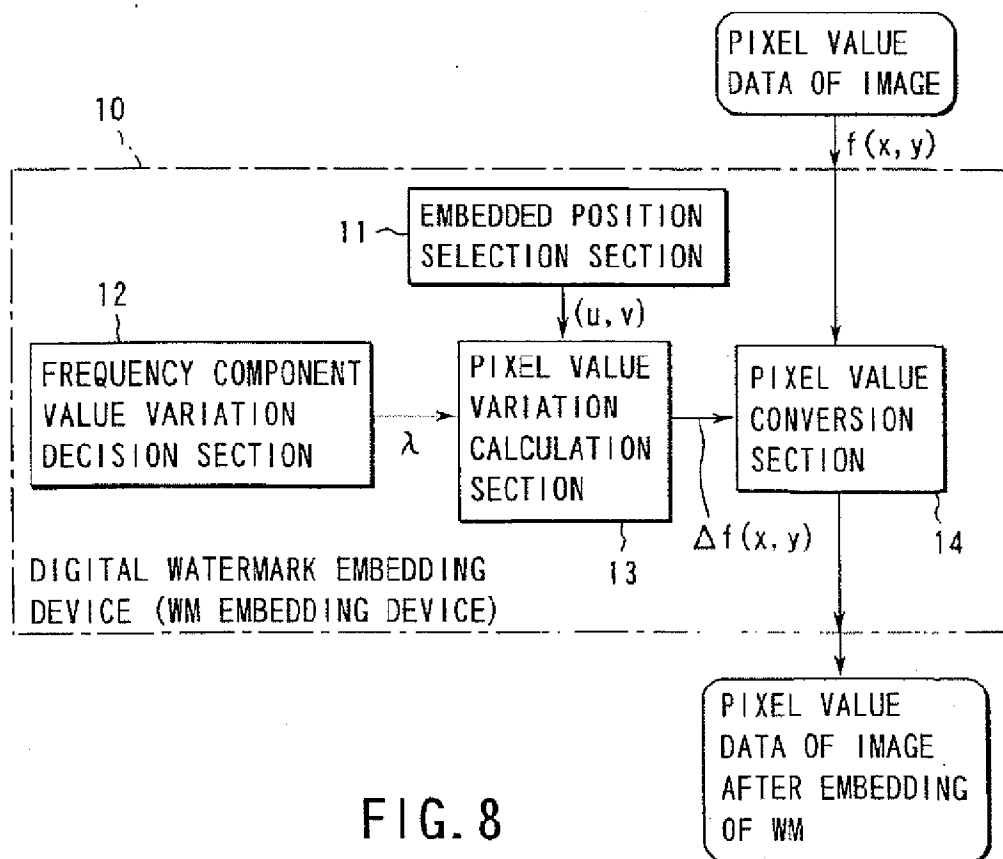 PIXEL VALUE
DATA OF IMAGE
10
f(x, y)
11
EMBEDDED POSITION
SELECTION SECTION
12
(u, v)
FREQUENCY COMPONENT
VALUE VARIATION
DECISION SECTION
λ
PIXEL VALUE
VARIATION
CALCULATION
SECTION
PIXEL VALUE
CONVERSION
SECTION
Δf(x, y)
13
14
DIGITAL WATERMARK EMBEDDING
DEVICE (WM EMBEDDING DEVICE)
PIXEL VALUE
DATA OF IMAGE
AFTER EMBEDDING
OF WM
FIG. 8